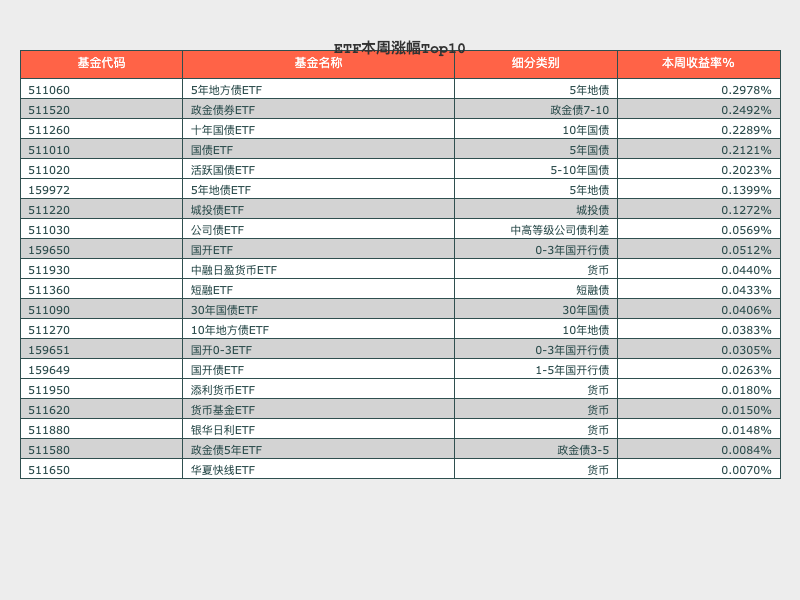 ETF本周涨幅Top10
基金代码 基金名称 细分类别 本周收益率%
511060 5年地方债ETF 5年地债 0.2978%
511520 政金债券ETF 政金债7-10 0.2492%
511260 十年国债ETF 10年国债 0.2289%
511010 国债ETF 5年国债 0.2121%
511020 活跃国债ETF 5-10年国债 0.2023%
159972 5年地债ETF 5年地债 0.1399%
511220 城投债ETF 城投债 0.1272%
511030 公司债ETF 中高等级公司债利差 0.0569%
159650 国开ETF 0-3年国开行债 0.0512%
511930 中融日盈货币ETF 货币 0.0440%
511360 短融ETF 短融债 0.0433%
511090 30年国债ETF 30年国债 0.0406%
511270 10年地方债ETF 10年地债 0.0383%
159651 国开0-3ETF 0-3年国开行债 0.0305%
159649 国开债ETF 1-5年国开行债 0.0263%
511950 添利货币ETF 货币 0.0180%
511620 货币基金ETF 货币 0.0150%
511880 银华日利ETF 货币 0.0148%
511580 政金债5年ETF 政金债3-5 0.0084%
511650 华夏快线ETF 货币 0.0070%